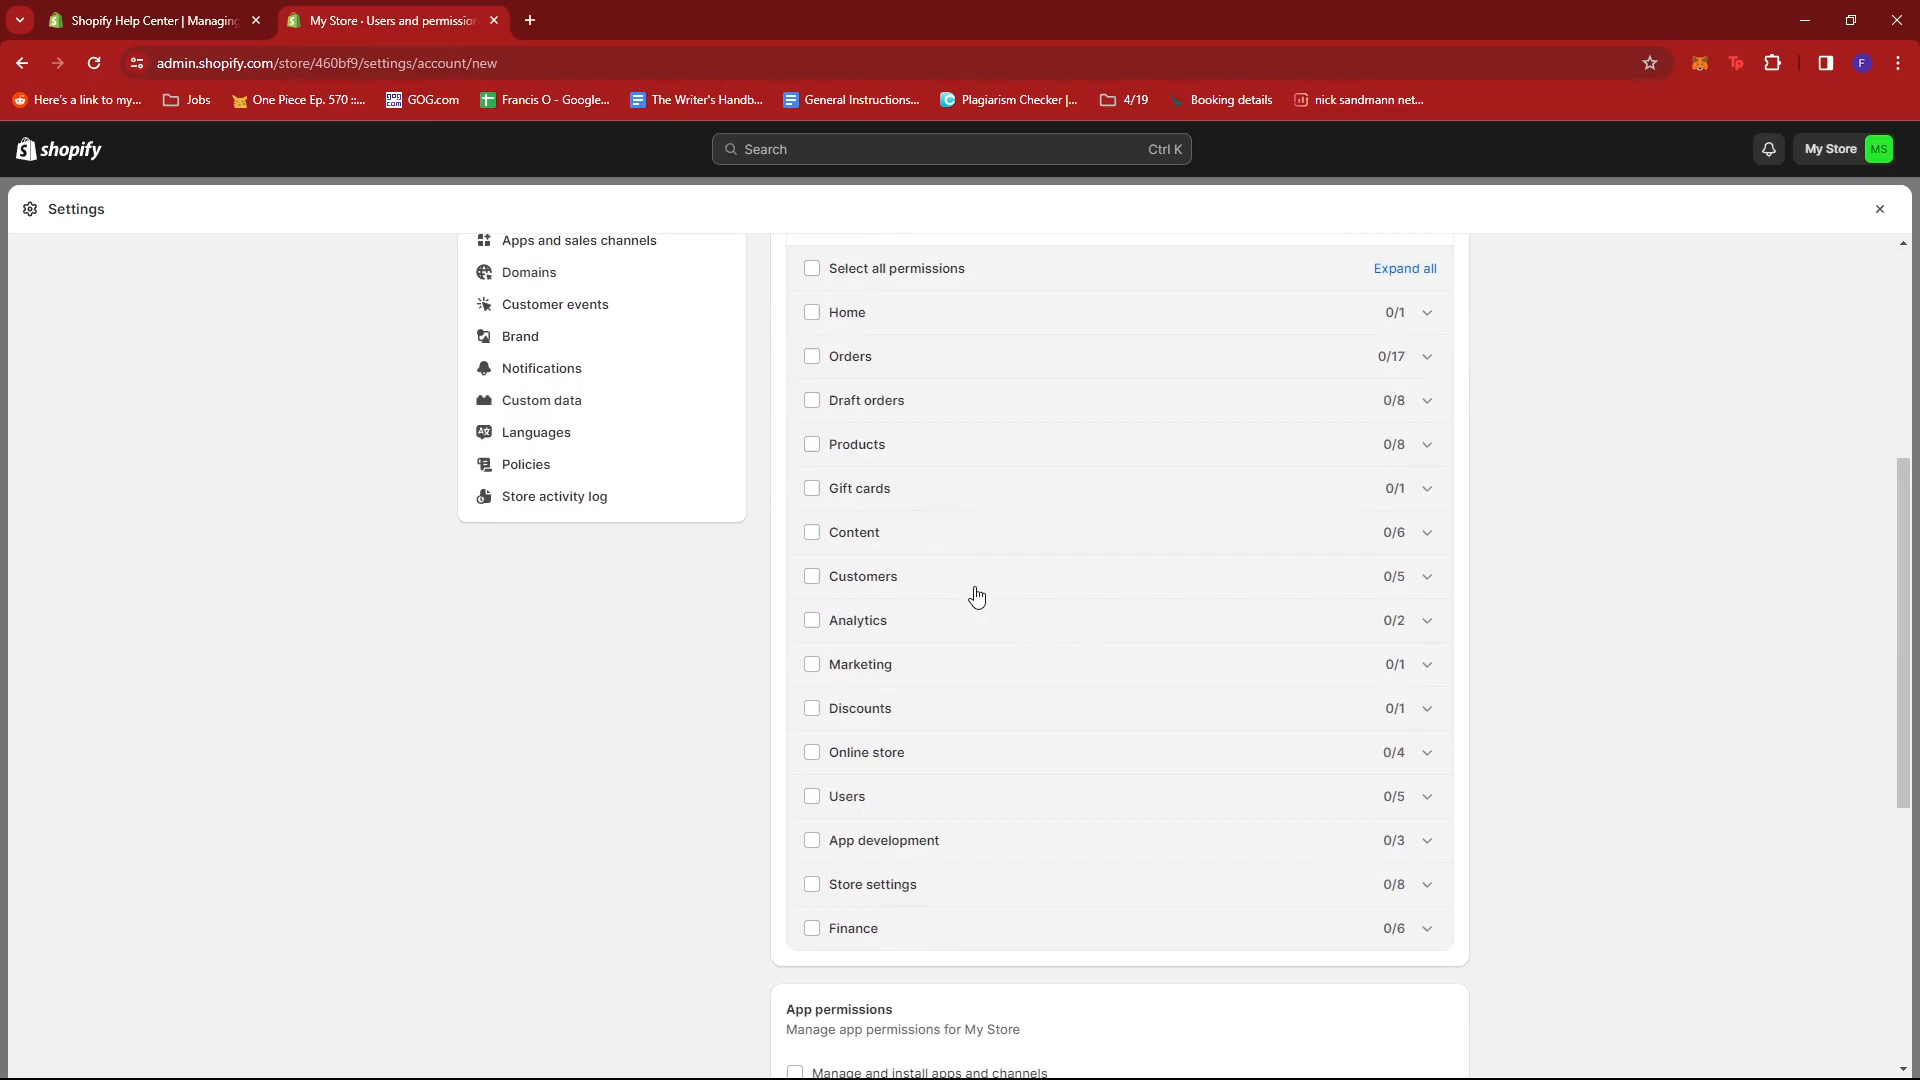 Shopify Help Center | Managing
My Store · Users and permission
admin.shopify.com/store/460bf9/settings/account/new
Here's a link to my...
Jobs
One Piece Ep. 570 ::...
GOG.com
Francis O - Google...
The Writer's Handb...
General Instructions...
Plagiarism Checker |...
4/19
Booking details
nick sandmann net...
shopify
Search
Ctrl K
My Store
MS
Settings
Apps and sales channels
Domains
Customer events
Brand
Notifications
Custom data
Languages
Policies
Store activity log
Select all permissions
Expand all
Home 0/1
Orders 0/17
Draft orders 0/8
Products 0/8
Gift cards 0/1
Content 0/6
Customers 0/5
Analytics 0/2
Marketing 0/1
Discounts 0/1
Online store 0/4
Users 0/5
App development 0/3
Store settings 0/8
Finance 0/6
App permissions
Manage app permissions for My Store
Manage and install apps and channels